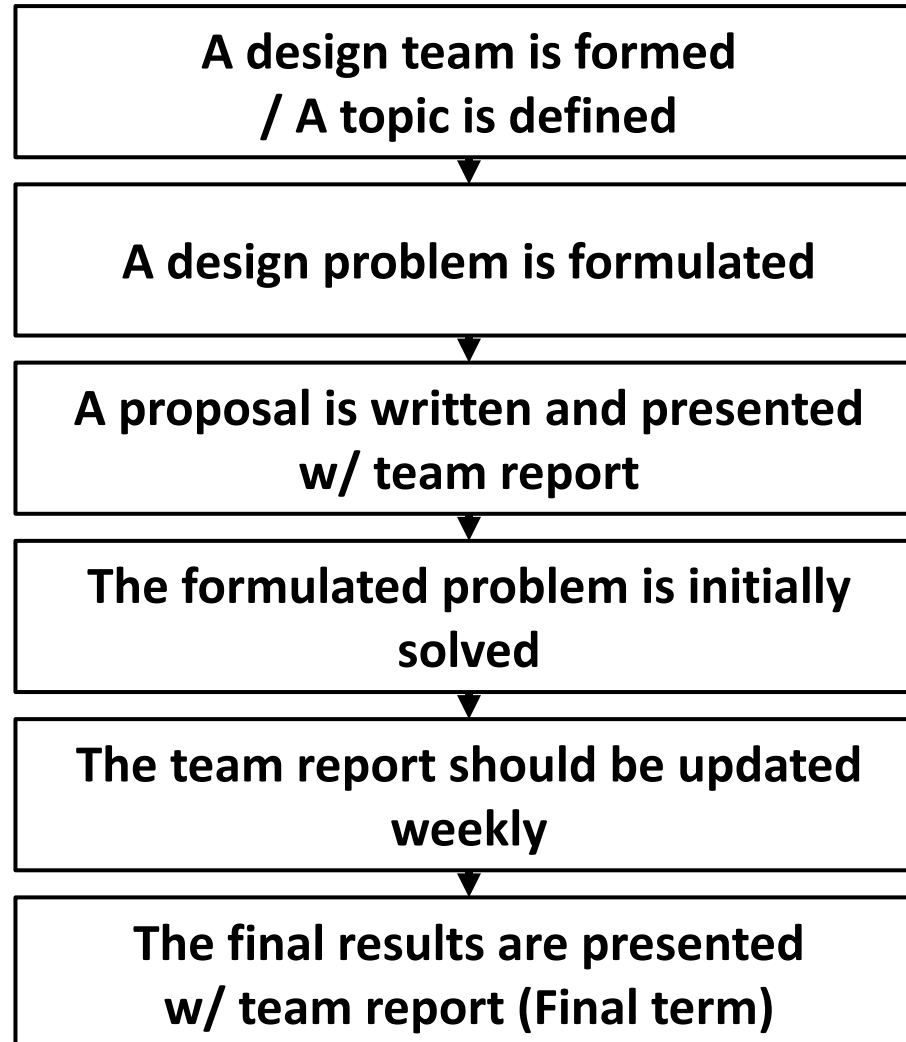 A design team is formed
/ A topic is defined
A design problem is formulated
A proposal is written and presented
w/ team report
The formulated problem is initially
solved
The team report should be updated
weekly
The final results are presented
w/ team report (Final term)